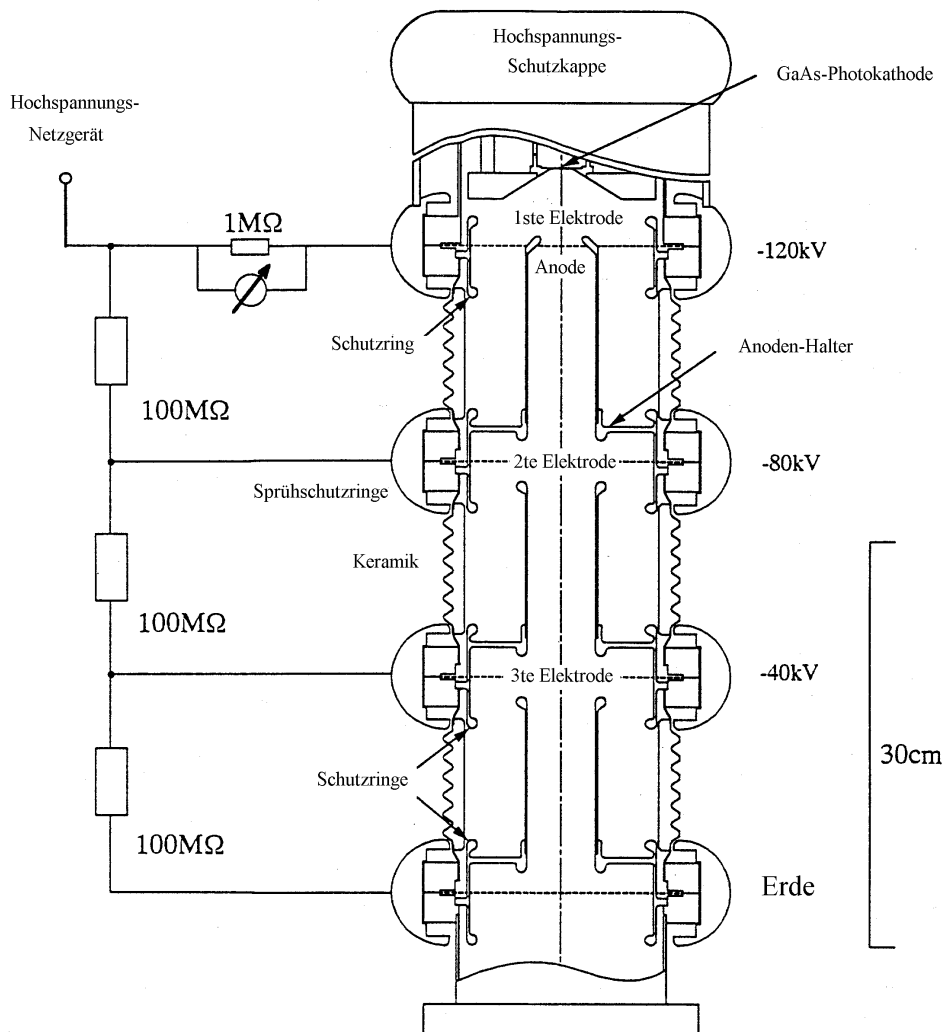 Hochspannungs-
Schutzkappe
GaAs-Photokathode
Hochspannungs-
Netzgerät
1MΩ
1ste Elektrode
-120kV
Anode
Schutzring
Anoden-Halter
100MΩ
2te Elektrode
-80kV
Sprühschutzringe
Keramik
100MΩ
3te Elektrode
-40kV
30cm
Schutzringe
100MΩ
Erde